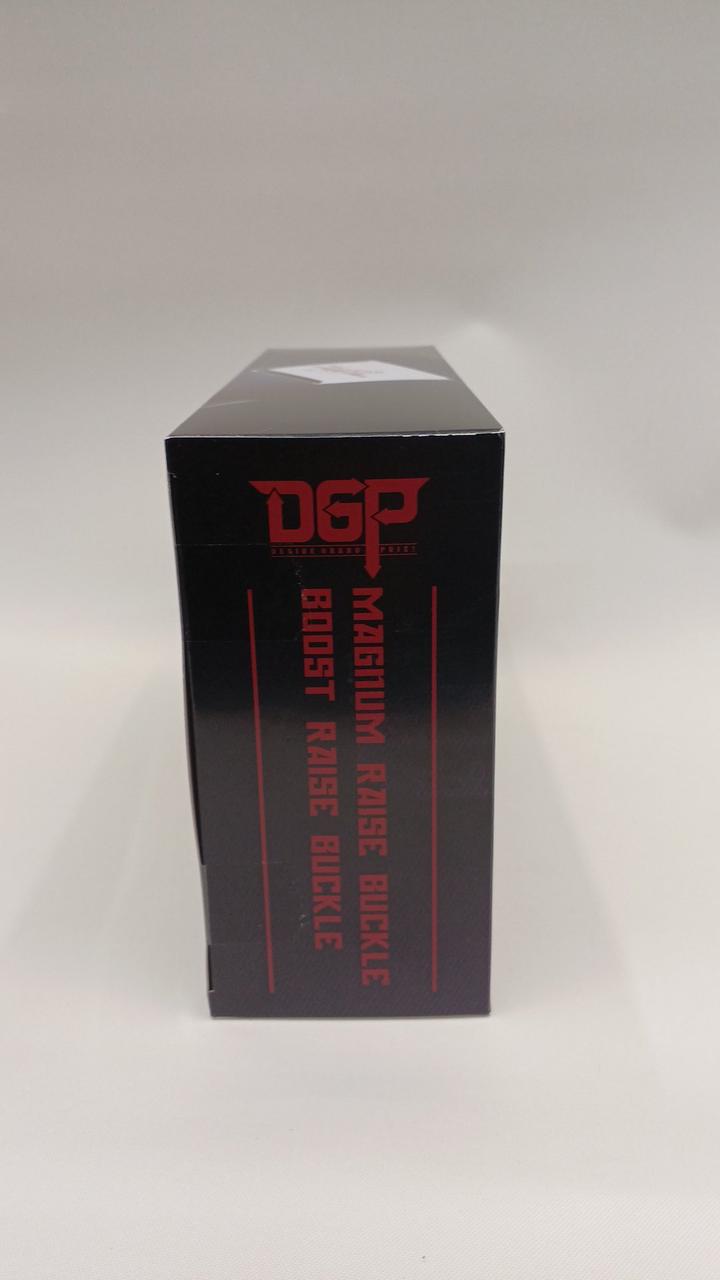 DGP
DESIRE GRAND PRIX
MAGNUM RAISE BUCKLE
BOOST RAISE BUCKLE